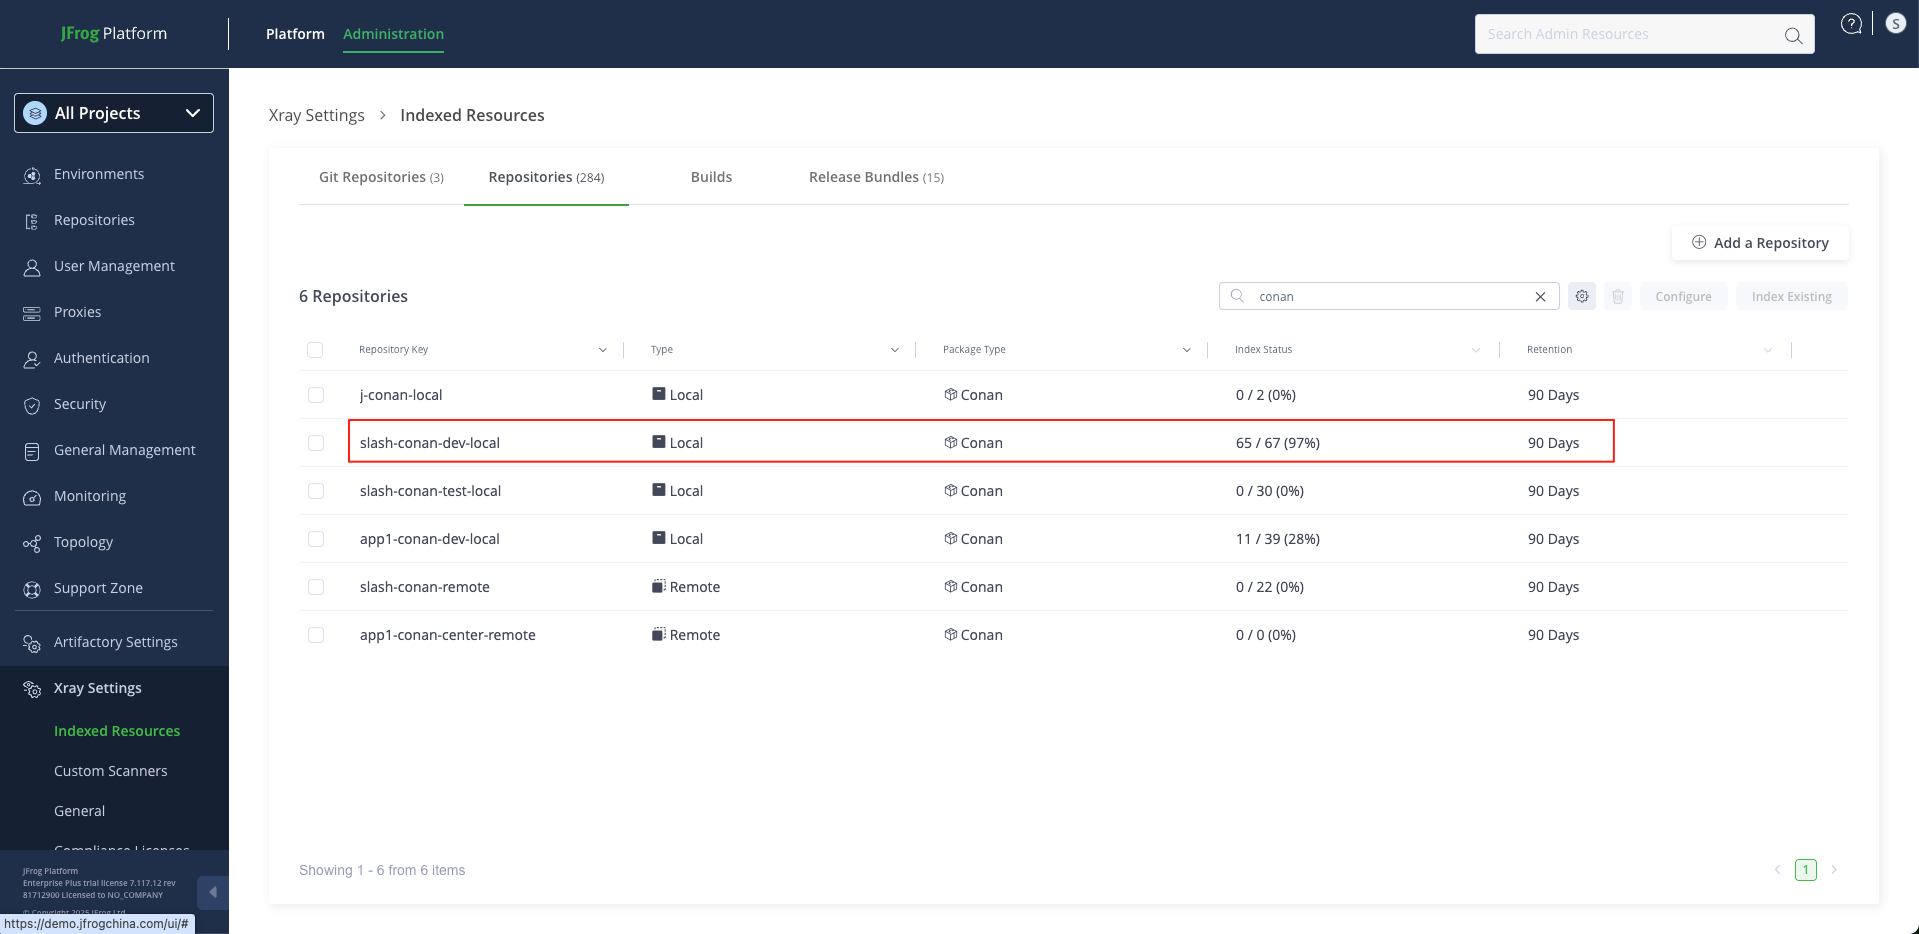 JFrog Platform
Platform Administration
Search Admin Resources
S
All Projects
Environments
Repositories
User Management
Proxies
Authentication
Security
General Management
Monitoring
Topology
Support Zone
Artifactory Settings
Xray Settings
Indexed Resources
Custom Scanners
General
Compliance Licenses
JFrog Platform
Enterprise Plus trial license 7.117.12 rev
81712900 Licensed to NO_COMPANY
© Copyright 2025 JFrog Ltd
https://demo.jfrogchina.com/ui/#
Xray Settings > Indexed Resources
Git Repositories (3) Repositories (284) Builds Release Bundles (15)
Add a Repository
6 Repositories
conan
Configure Index Existing
Repository Key Type Package Type Index Status Retention
j-conan-local Local Conan 0 / 2 (0%) 90 Days
slash-conan-dev-local Local Conan 65 / 67 (97%) 90 Days
slash-conan-test-local Local Conan 0 / 30 (0%) 90 Days
app1-conan-dev-local Local Conan 11 / 39 (28%) 90 Days
slash-conan-remote Remote Conan 0 / 22 (0%) 90 Days
app1-conan-center-remote Remote Conan 0 / 0 (0%) 90 Days
Showing 1 - 6 from 6 items
1